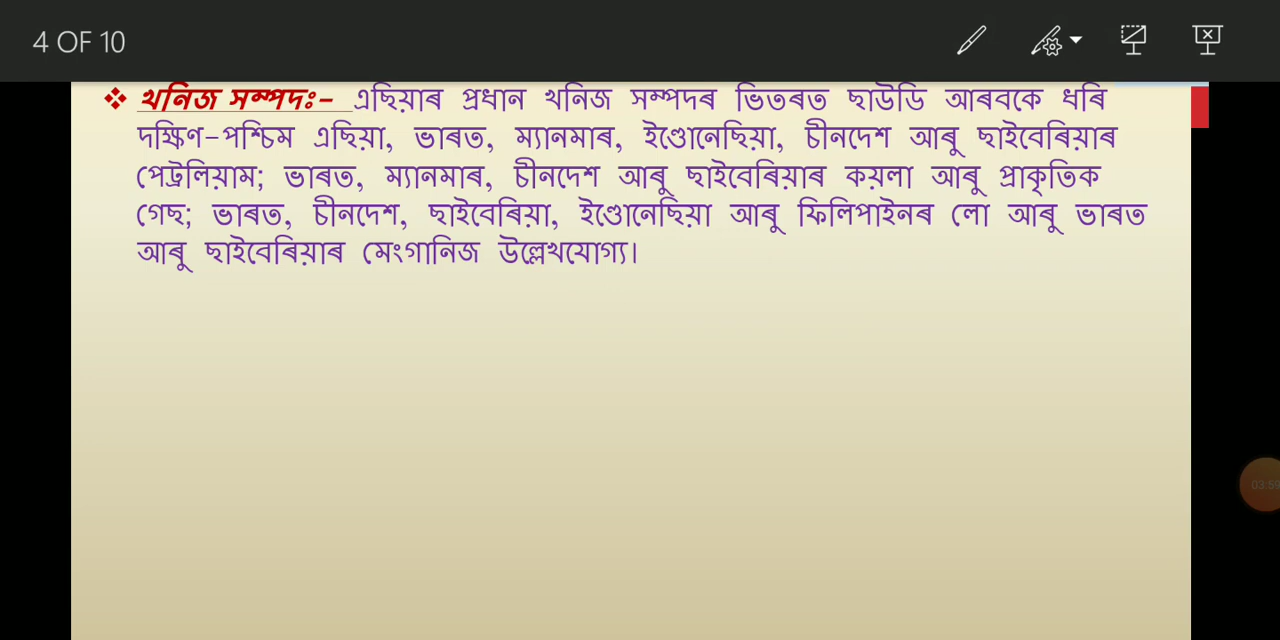 4 OF 10
❖ খনিজ সম্পদঃ- এছিয়াৰ প্ৰধান খনিজ সম্পদৰ ভিতৰত ছাউডি আৰবকে ধৰি
দক্ষিণ-পশ্চিম এছিয়া, ভাৰত, ম্যানমাৰ, ইণ্ডোনেছিয়া, চীনদেশ আৰু ছাইবেৰিয়াৰ
পেট্ৰলিয়াম; ভাৰত, ম্যানমাৰ, চীনদেশ আৰু ছাইবেৰিয়াৰ কয়লা আৰু প্ৰাকৃতিক
গেছ; ভাৰত, চীনদেশ, ছাইবেৰিয়া, ইণ্ডোনেছিয়া আৰু ফিলিপাইনৰ লো আৰু ভাৰত
আৰু ছাইবেৰিয়াৰ মেংগানিজ উল্লেখযোগ্য।
03:59